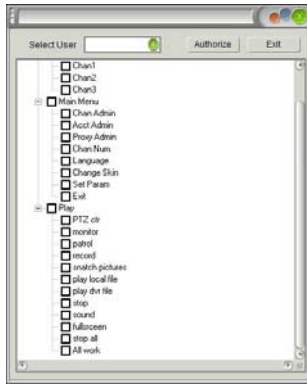 Select User Authorize Exit
Chan1
Chan2
Chan3
Main Menu
Chan Admin
Acct Admin
Proxy Admin
Chan Num
Language
Change Skin
Set Param
Exit
Play
PTZ ctr
monitor
patrol
record
snatch pictures
play local file
play dvr file
stop
sound
fullsrceen
stop all
All work